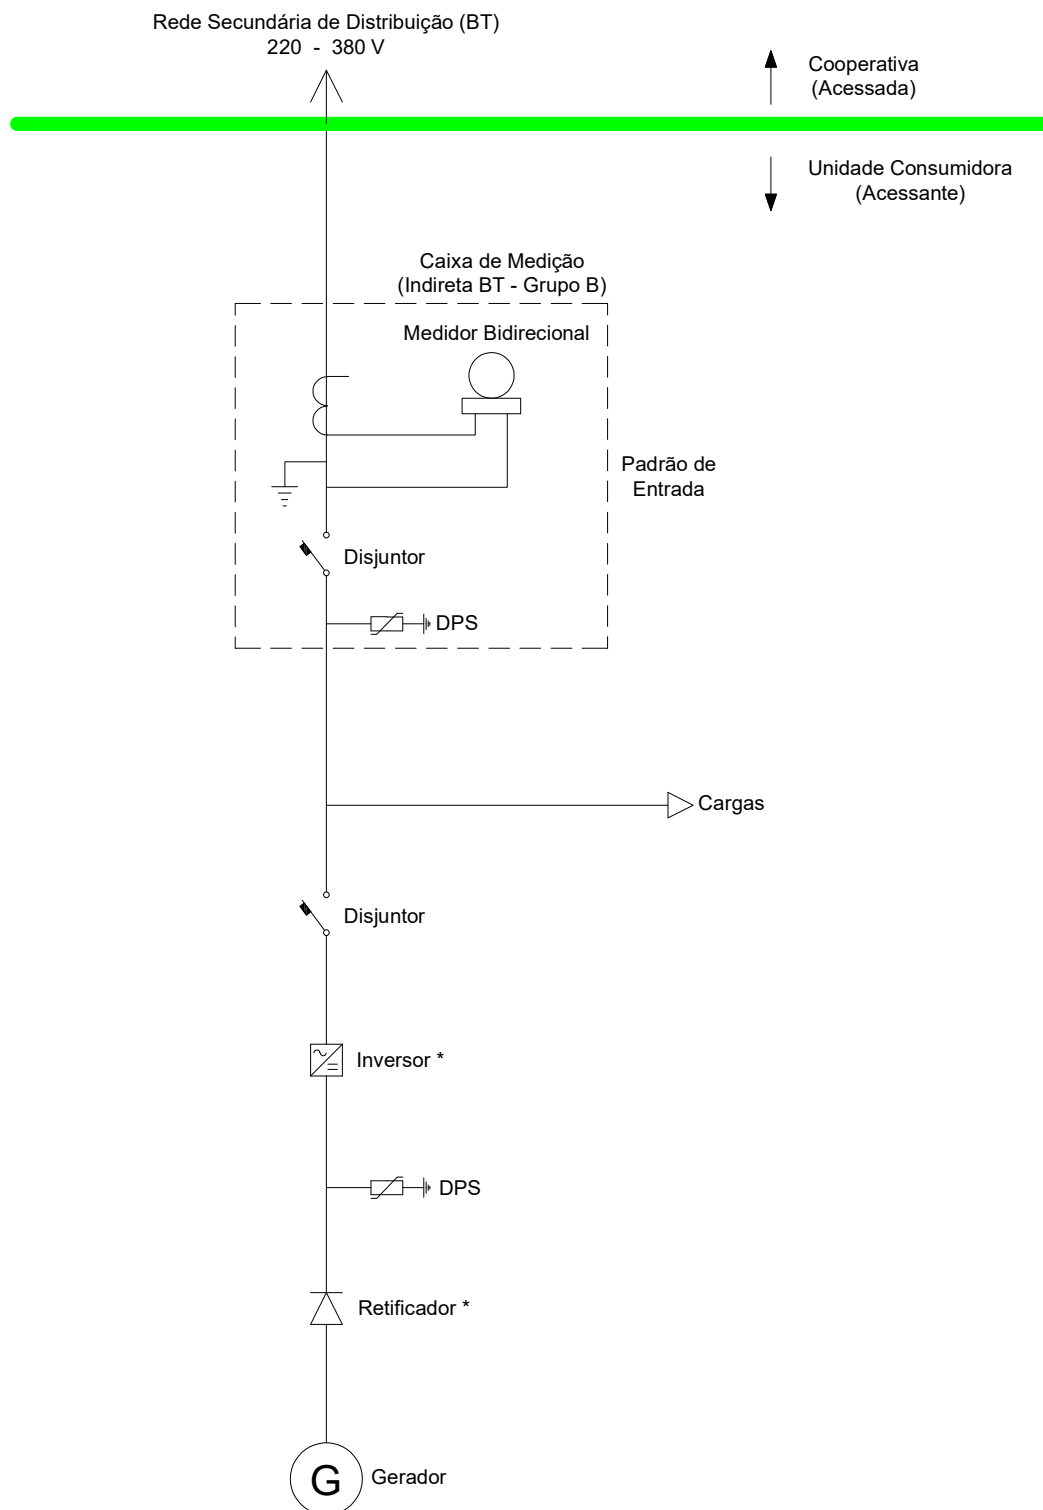 Rede Secundária de Distribuição (BT)
220 - 380 V
Cooperativa
(Acessada)
Unidade Consumidora
(Acessante)
Caixa de Medição
(Indireta BT - Grupo B)
Medidor Bidirecional
Padrão de
Entrada
Disjuntor
DPS
Cargas
Disjuntor
Inversor *
DPS
Retificador *
G
Gerador